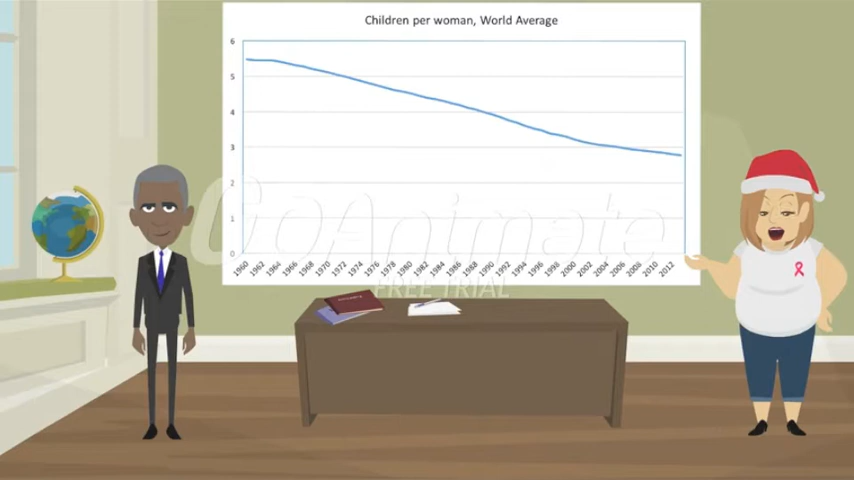 Children per woman, World Average
6
5
4
3
2
1
0
1960 1962 1964 1966 1968 1970 1972 1974 1976 1978 1980 1982 1984 1986 1988 1990 1992 1994 1996 1998 2000 2002 2004 2006 2008 2010 2012
GoAnimate
FREE TRIAL